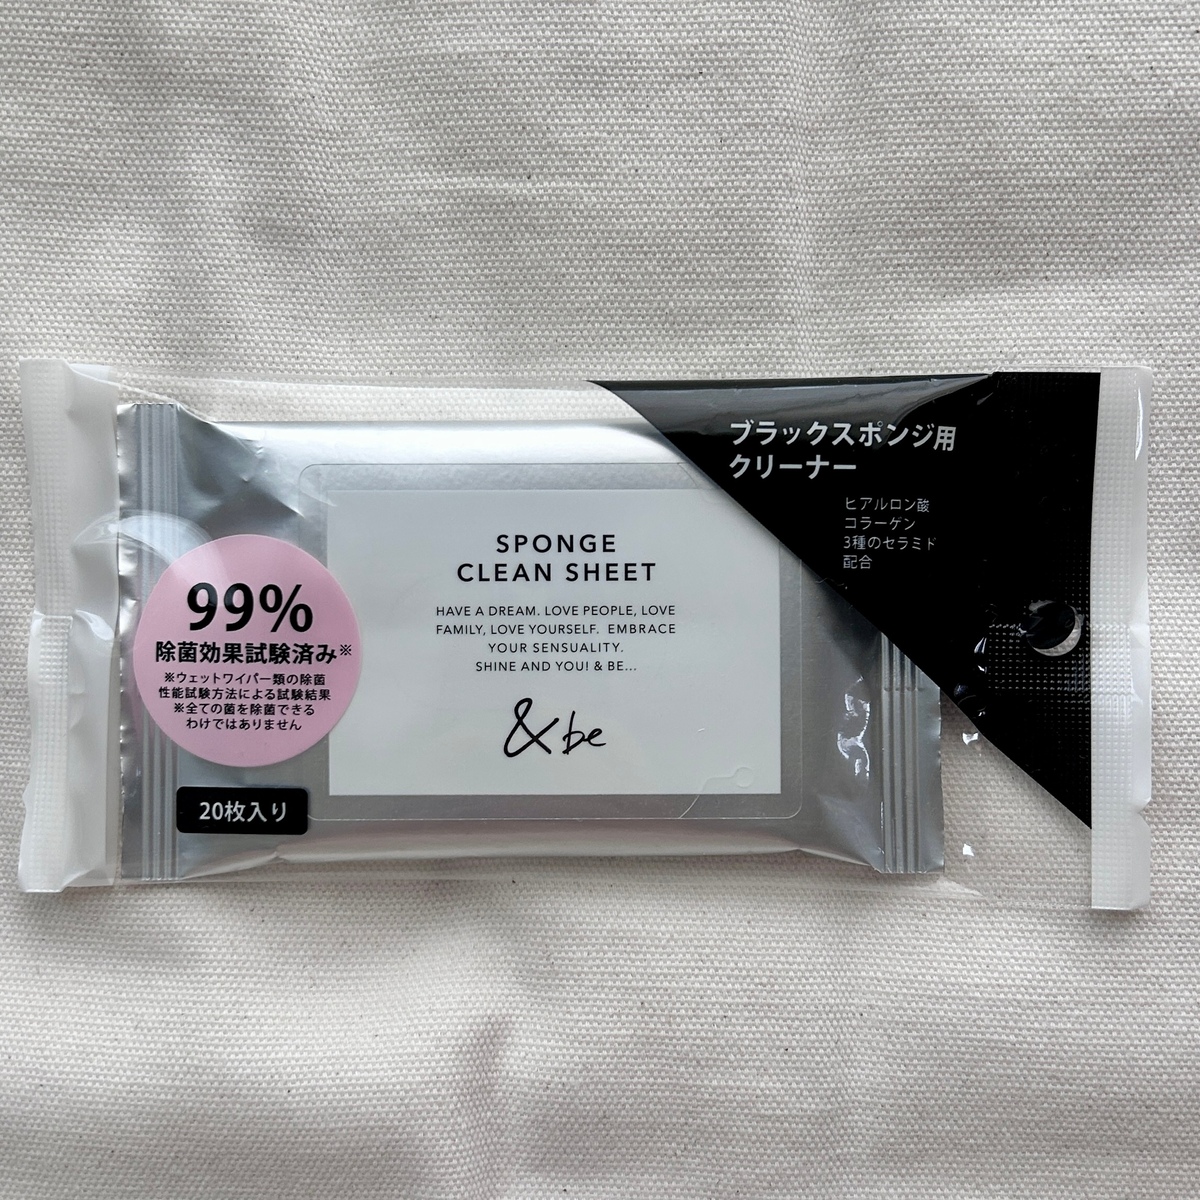 ブラックスポンジ用
クリーナー
ヒアルロン酸
コラーゲン
3種のセラミド
配合
SPONGE
CLEAN SHEET
HAVE A DREAM. LOVE PEOPLE, LOVE
FAMILY, LOVE YOURSELF. EMBRACE
YOUR SENSUALITY.
SHINE AND YOU! & BE...
&be
99%
除菌効果試験済み※
※ウェットワイパー類の除菌
性能試験方法による試験結果
※全ての菌を除菌できる
わけではありません
20枚入り